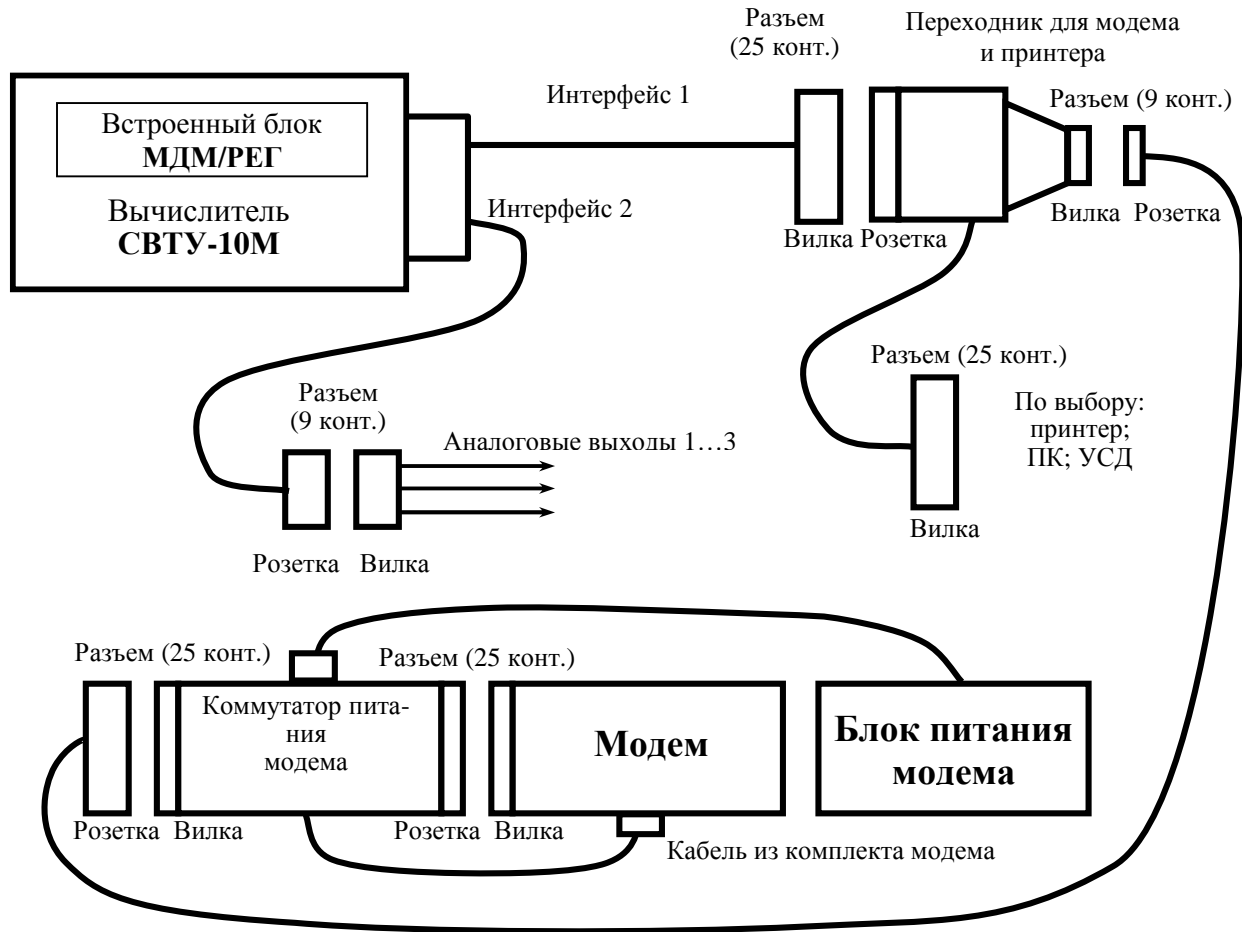 Разъем
(25 конт.)
Переходник для модема
и принтера
Интерфейс 1
Разъем (9 конт.)
Встроенный блок
МДМ/РЕГ
Вычислитель
СВТУ-10М
Интерфейс 2
Вилка
Розетка
Вилка
Розетка
Разъем
(9 конт.)
Аналоговые выходы 1…3
Розетка
Вилка
Разъем (25 конт.)
По выбору:
принтер;
ПК; УСД
Вилка
Разъем (25 конт.)
Разъем (25 конт.)
Коммутатор пита-
ния
модема
Модем
Блок питания
модема
Розетка
Вилка
Розетка
Вилка
Кабель из комплекта модема